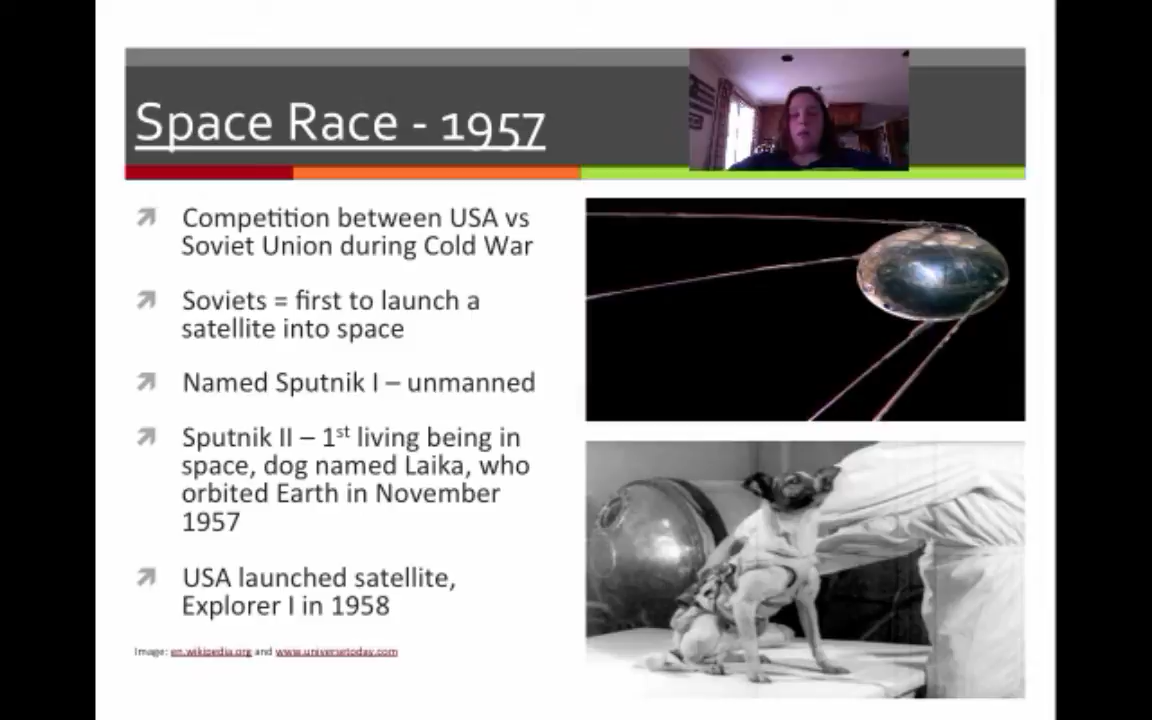 Space Race - 1957
Competition between USA vs
Soviet Union during Cold War
Soviets = first to launch a
satellite into space
Named Sputnik I – unmanned
Sputnik II – 1st living being in
space, dog named Laika, who
orbited Earth in November
1957
USA launched satellite,
Explorer I in 1958
Image: en.wikipedia.org and www.universetoday.com